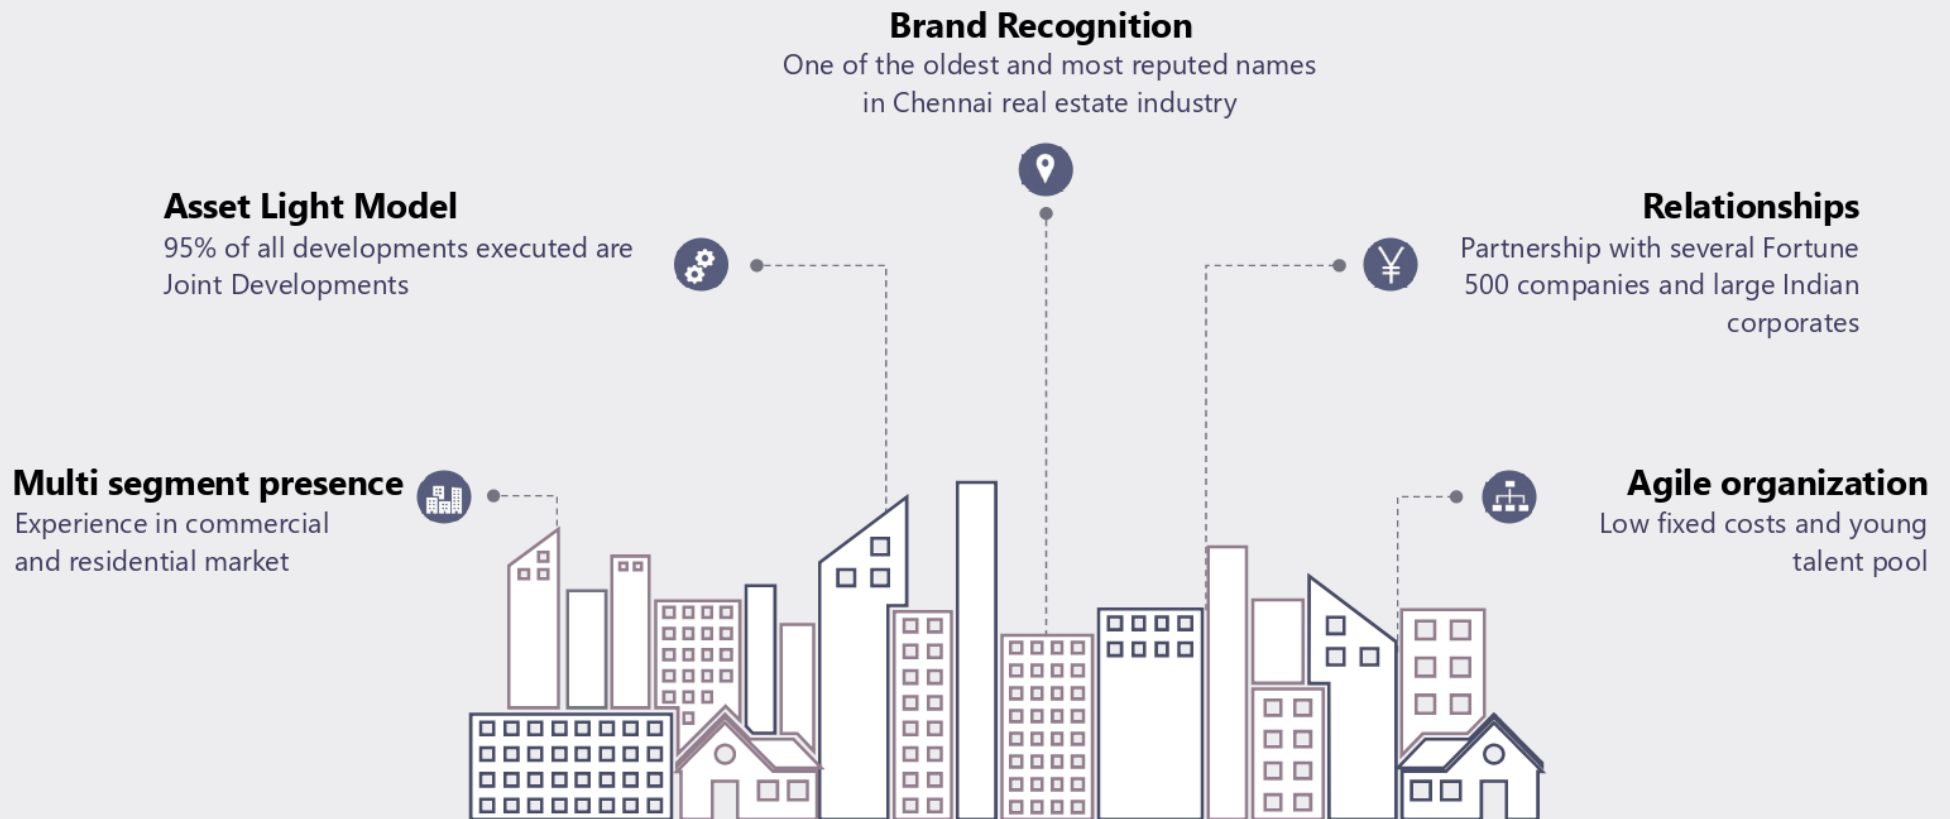 Brand Recognition
One of the oldest and most reputed names
in Chennai real estate industry
Asset Light Model
95% of all developments executed are
Joint Developments
Relationships
Partnership with several Fortune
500 companies and large Indian
corporates
Multi segment presence
Experience in commercial
and residential market
Agile organization
Low fixed costs and young
talent pool